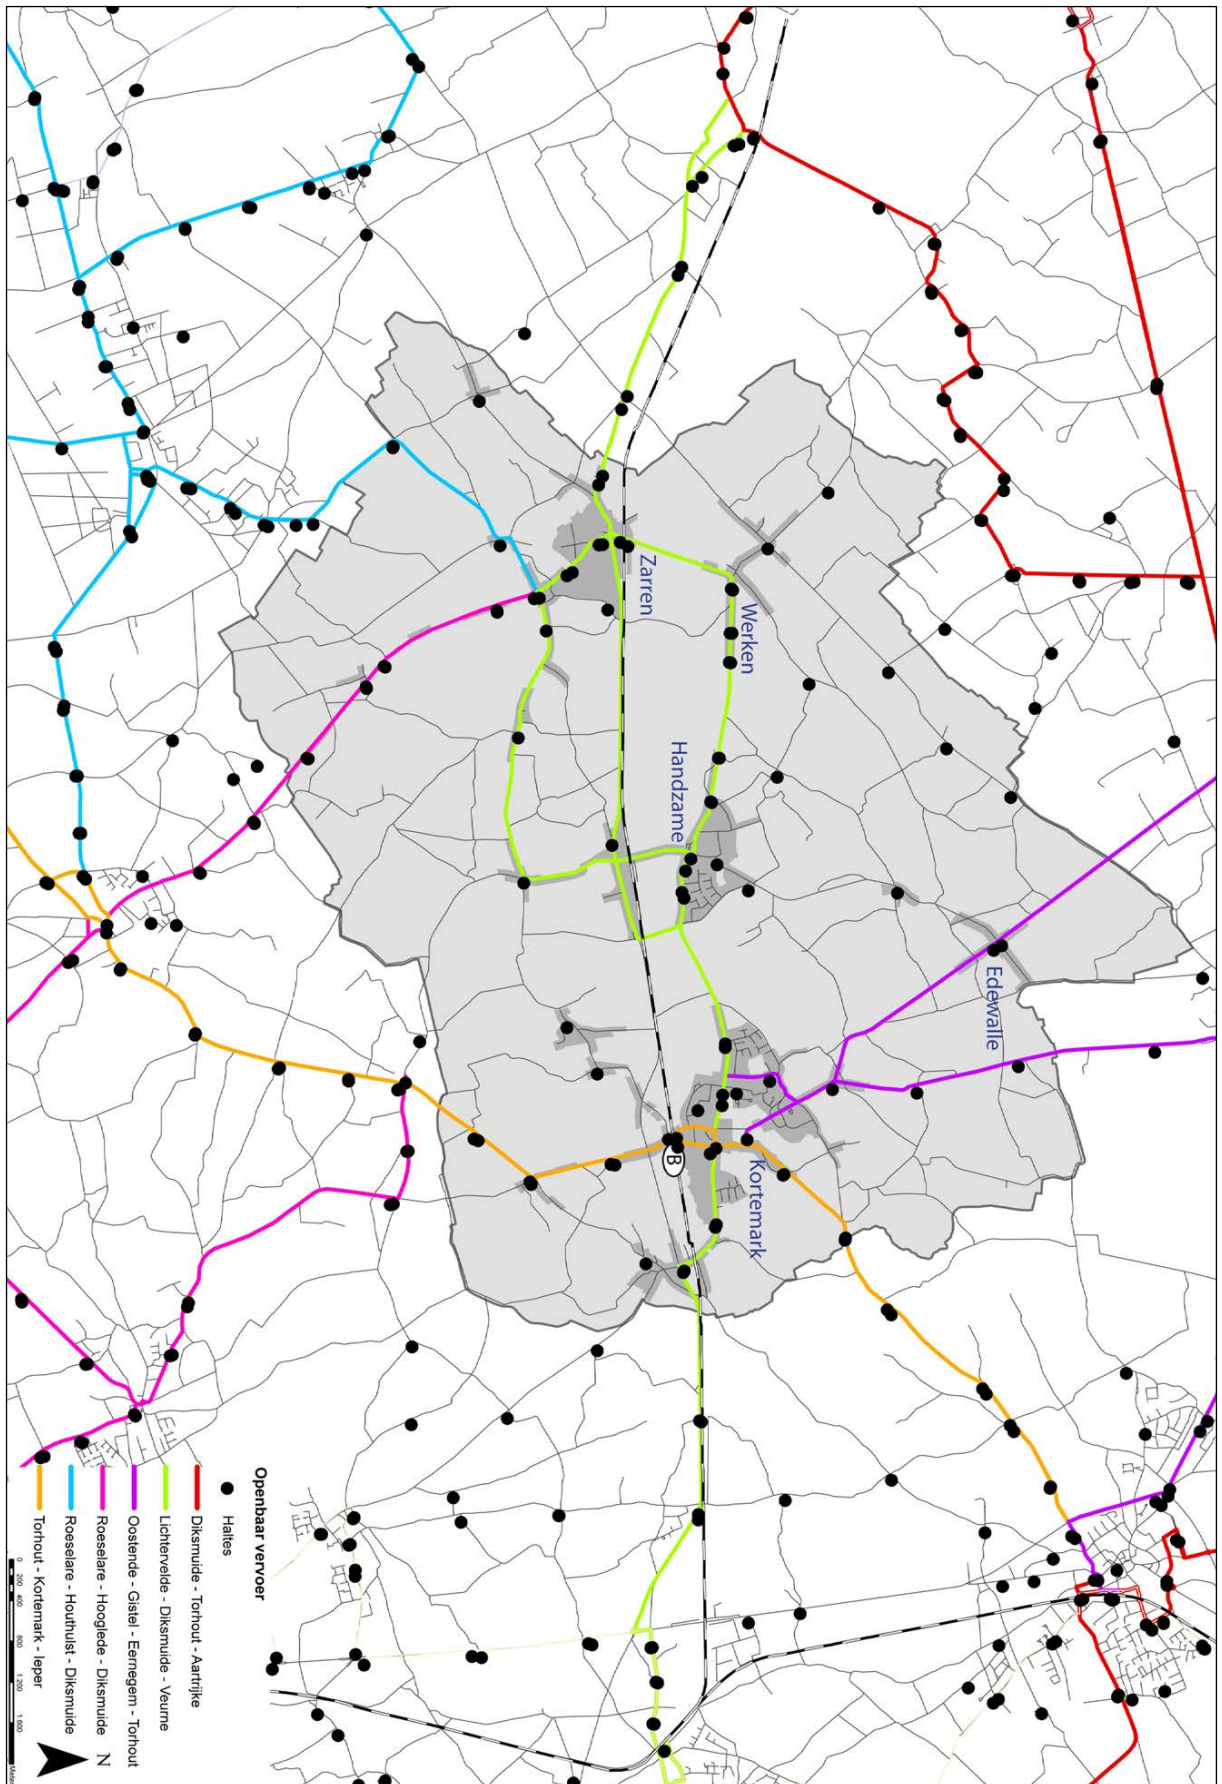 Zarren
Werken
Handzame
Edewalle
Kortemark
B
Openbaar vervoer
Haltes
Diksmuide - Torhout - Aartrijke
Lichtervelde - Diksmuide - Veurne
Oostende - Gistel - Eernegem - Torhout
Roeselare - Hooglede - Diksmuide
Roeselare - Houthulst - Diksmuide
Torhout - Kortemark - Ieper
N
0 200 400 800 1.200 1.600
Meter